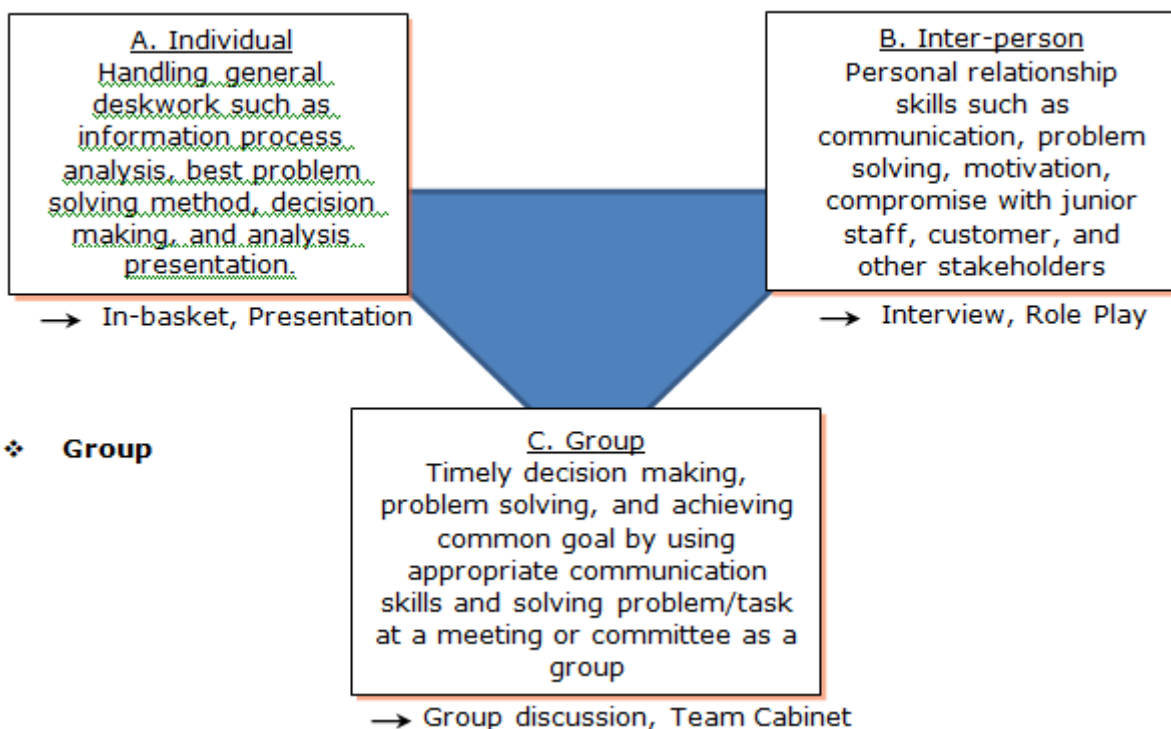 A. Individual
Handling general
deskwork such as
information process
analysis, best problem
solving method, decision
making, and analysis
presentation.
→ In-basket, Presentation
B. Inter-person
Personal relationship
skills such as
communication, problem
solving, motivation,
compromise with junior
staff, customer, and
other stakeholders
→ Interview, Role Play
❖ Group
C. Group
Timely decision making,
problem solving, and achieving
common goal by using
appropriate communication
skills and solving problem/task
at a meeting or committee as a
group
→ Group discussion, Team Cabinet